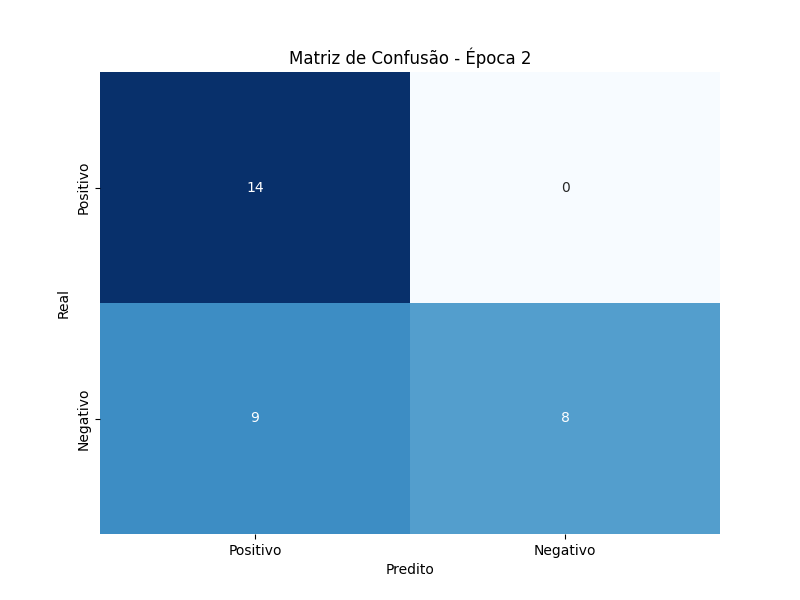 Matriz de Confusão - Época 2
Real
Positivo
14
0
Negativo
9
8
Positivo
Negativo
Predito